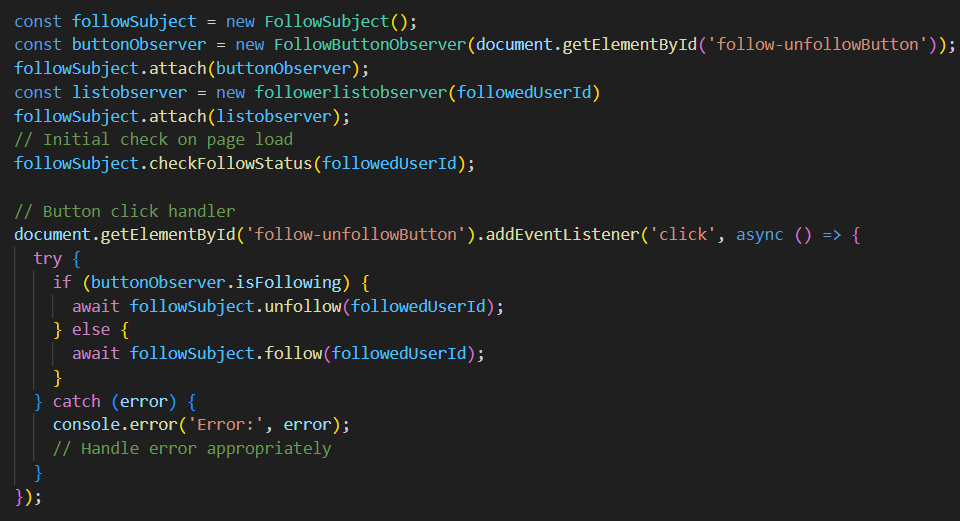 const followSubject = new FollowSubject();
const buttonObserver = new FollowButtonObserver(document.getElementById('follow-unfollowButton'));
followSubject.attach(buttonObserver);
const listobserver = new followerlistobserver(followedUserId)
followSubject.attach(listobserver);
// Initial check on page load
followSubject.checkFollowStatus(followedUserId);

// Button click handler
document.getElementById('follow-unfollowButton').addEventListener('click', async () => {
  try {
    if (buttonObserver.isFollowing) {
      await followSubject.unfollow(followedUserId);
    } else {
      await followSubject.follow(followedUserId);
    }
  } catch (error) {
    console.error('Error:', error);
    // Handle error appropriately
  }
});